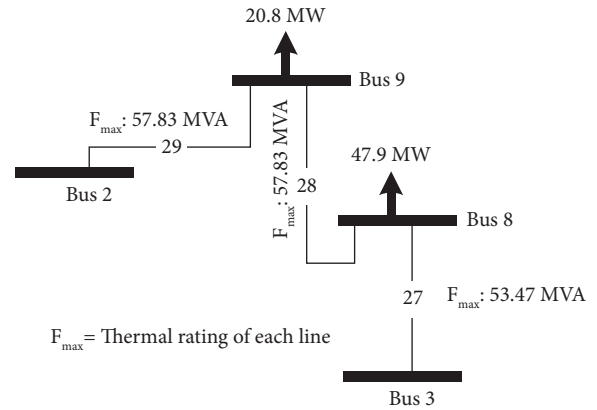 20.8 MW
Bus 9
F_max: 57.83 MVA
29
Bus 2
F_max: 57.83 MVA
28
47.9 MW
Bus 8
27
F_max: 53.47 MVA
F_max= Thermal rating of each line
Bus 3